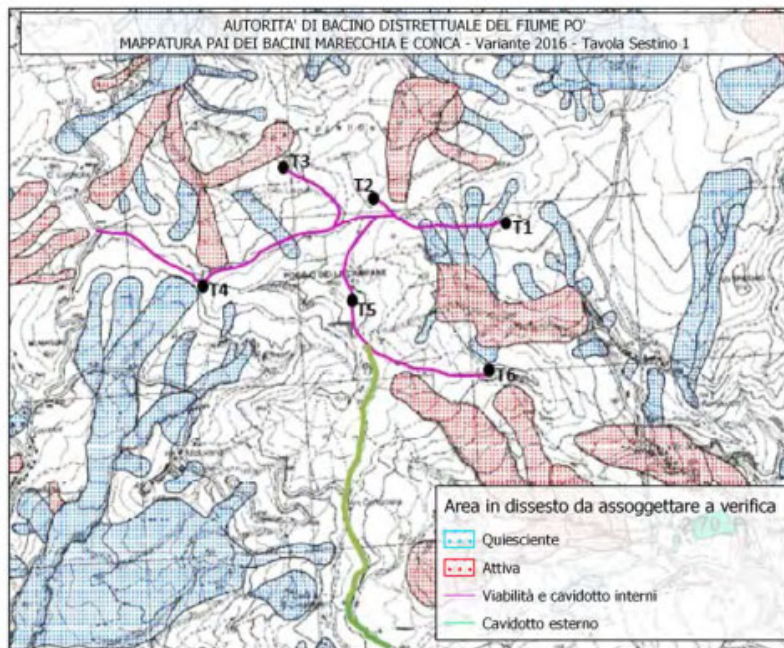 AUTORITA' DI BACINO DISTRETTUALE DEL FIUME PO'
MAPPATURA PAI DEI BACINI MARECCHIA E CONCA - Variante 2016 - Tavola Sestino 1
T3
T2
T1
T4
T5
T6
Area in dissesto da assoggettare a verifica
Quiesciente
Attiva
Viabilità e cavidotto interni
Cavidotto esterno